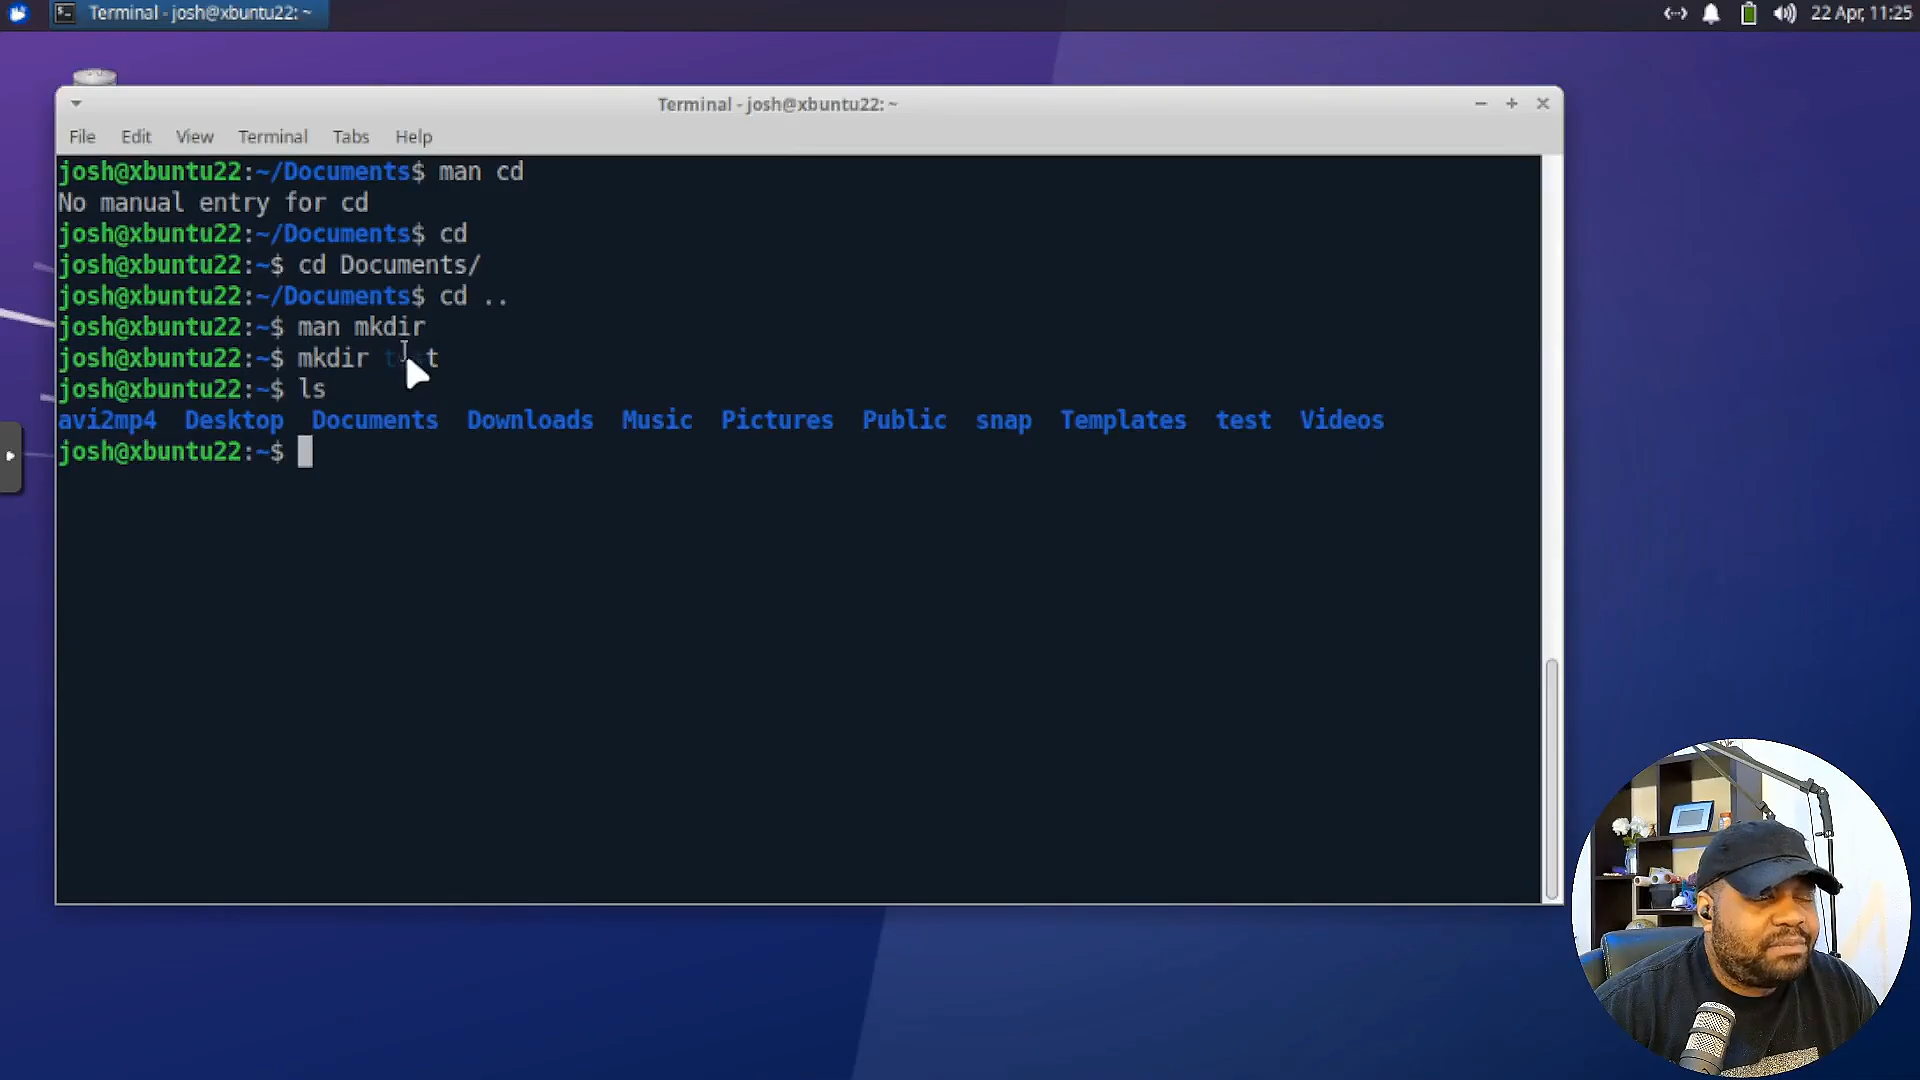 Terminal - josh@xbuntu22: ~
22 Apr, 11:25
Terminal - josh@xbuntu22: ~
File Edit View Terminal Tabs Help
josh@xbuntu22:~/Documents$ man cd
No manual entry for cd
josh@xbuntu22:~/Documents$ cd
josh@xbuntu22:~$ cd Documents/
josh@xbuntu22:~/Documents$ cd ..
josh@xbuntu22:~$ man mkdir
josh@xbuntu22:~$ mkdir test
josh@xbuntu22:~$ ls
avi2mp4 Desktop Documents Downloads Music Pictures Public snap Templates test Videos
josh@xbuntu22:~$